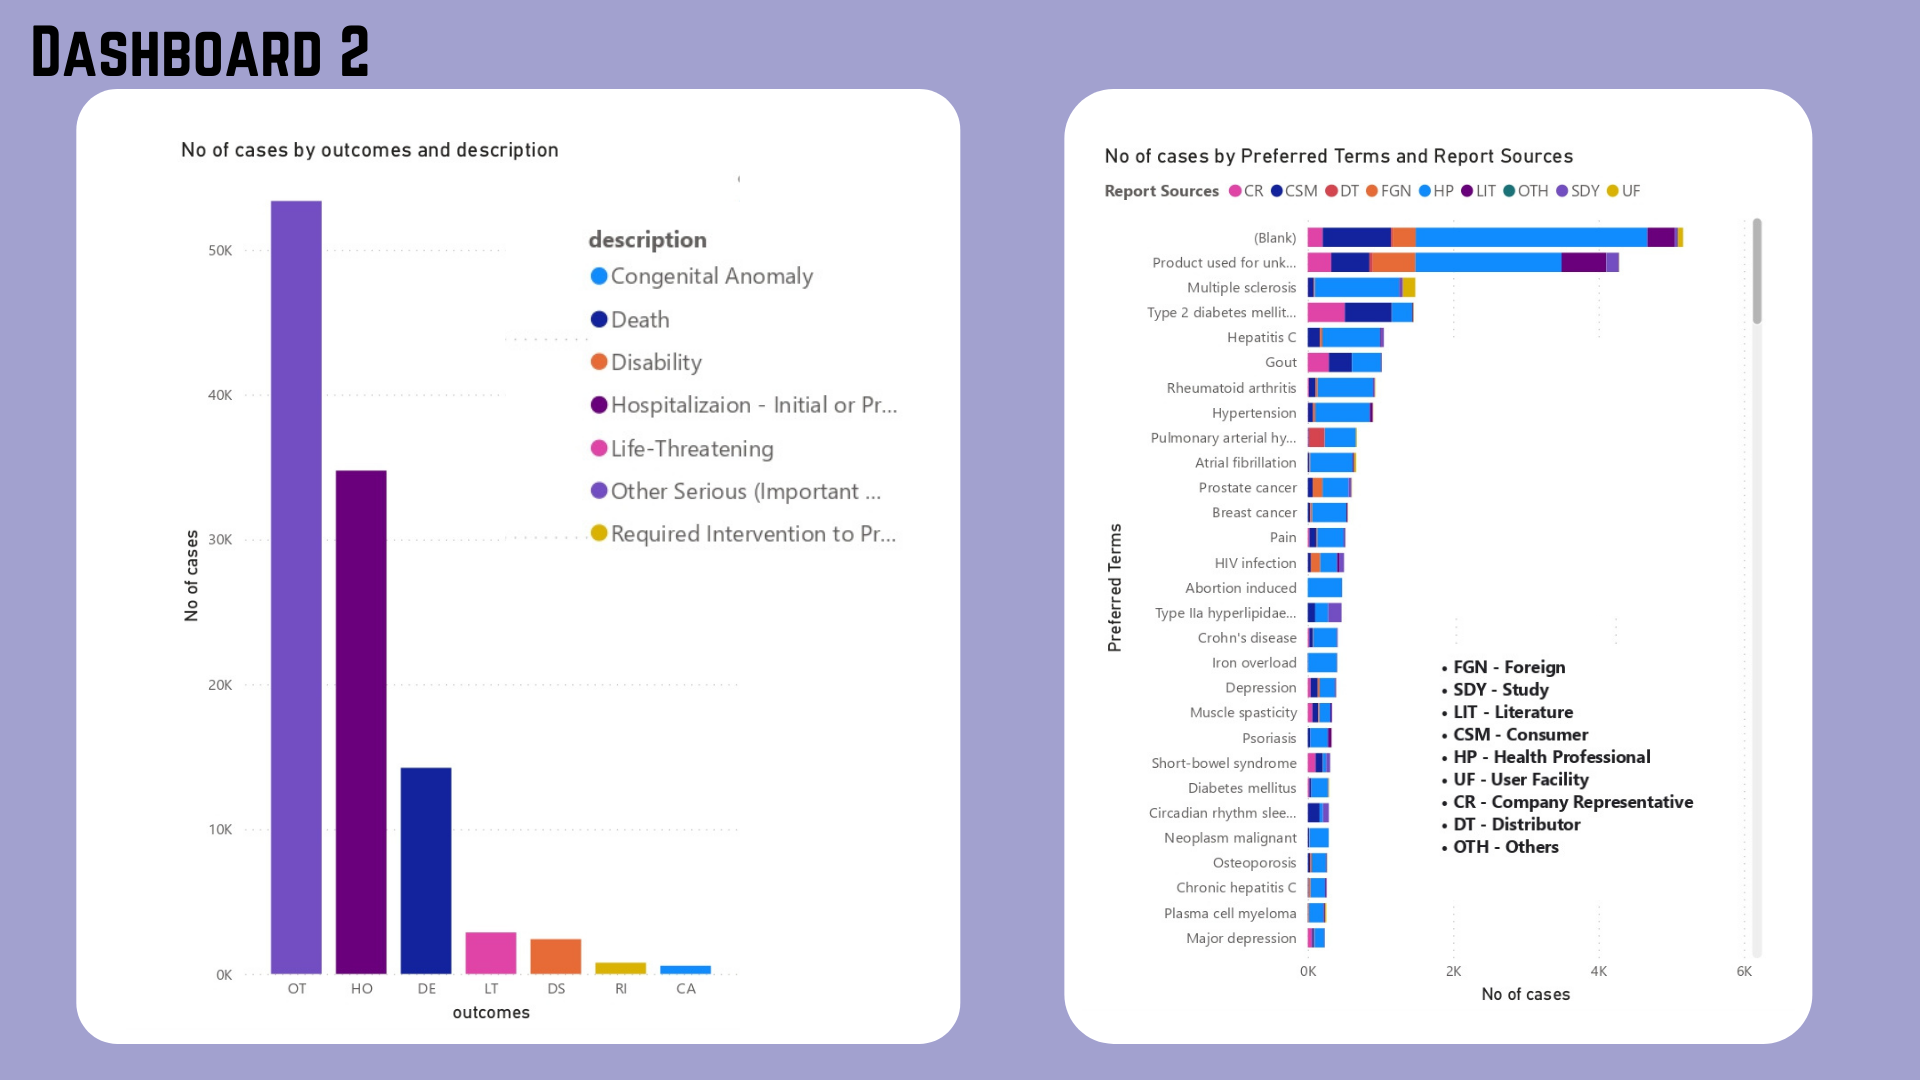 DASHBOARD 2
No of cases by outcomes and description
description
Congenital Anomaly
Death
Disability
Hospitalizaion - Initial or Pr...
Life-Threatening
Other Serious (Important ...
Required Intervention to Pr...
No of cases
50K
40K
30K
20K
10K
0K
OT HO DE LT DS RI CA
outcomes
No of cases by Preferred Terms and Report Sources
Report Sources CR CSM DT FGN HP LIT OTH SDY UF
Preferred Terms
(Blank)
Product used for unk...
Multiple sclerosis
Type 2 diabetes mellit...
Hepatitis C
Gout
Rheumatoid arthritis
Hypertension
Pulmonary arterial hy...
Atrial fibrillation
Prostate cancer
Breast cancer
Pain
HIV infection
Abortion induced
Type IIa hyperlipidae...
Crohn's disease
Iron overload
Depression
Muscle spasticity
Psoriasis
Short-bowel syndrome
Diabetes mellitus
Circadian rhythm slee...
Neoplasm malignant
Osteoporosis
Chronic hepatitis C
Plasma cell myeloma
Major depression
• FGN - Foreign
• SDY - Study
• LIT - Literature
• CSM - Consumer
• HP - Health Professional
• UF - User Facility
• CR - Company Representative
• DT - Distributor
• OTH - Others
0K 2K 4K 6K
No of cases